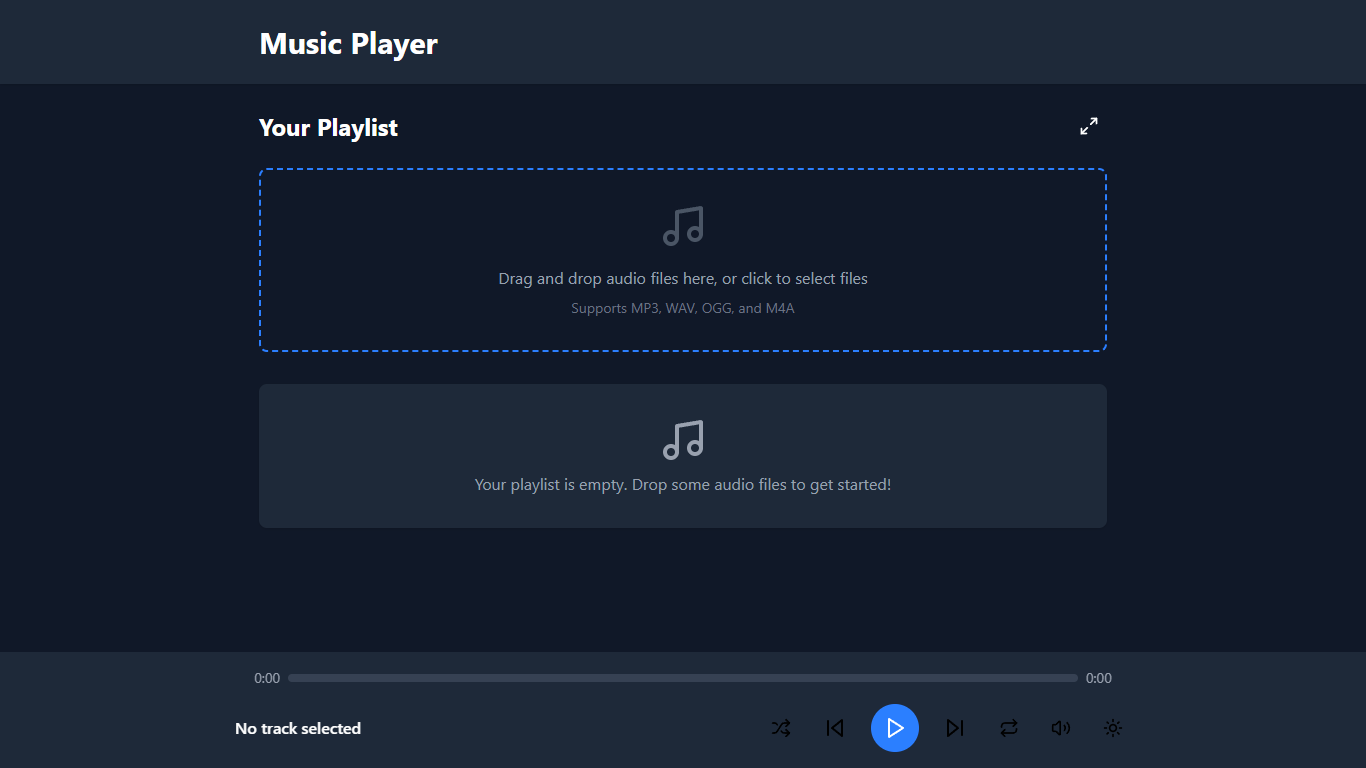 Music Player
Your Playlist
Drag and drop audio files here, or click to select files
Supports MP3, WAV, OGG, and M4A
Your playlist is empty. Drop some audio files to get started!
0:00 0:00
No track selected